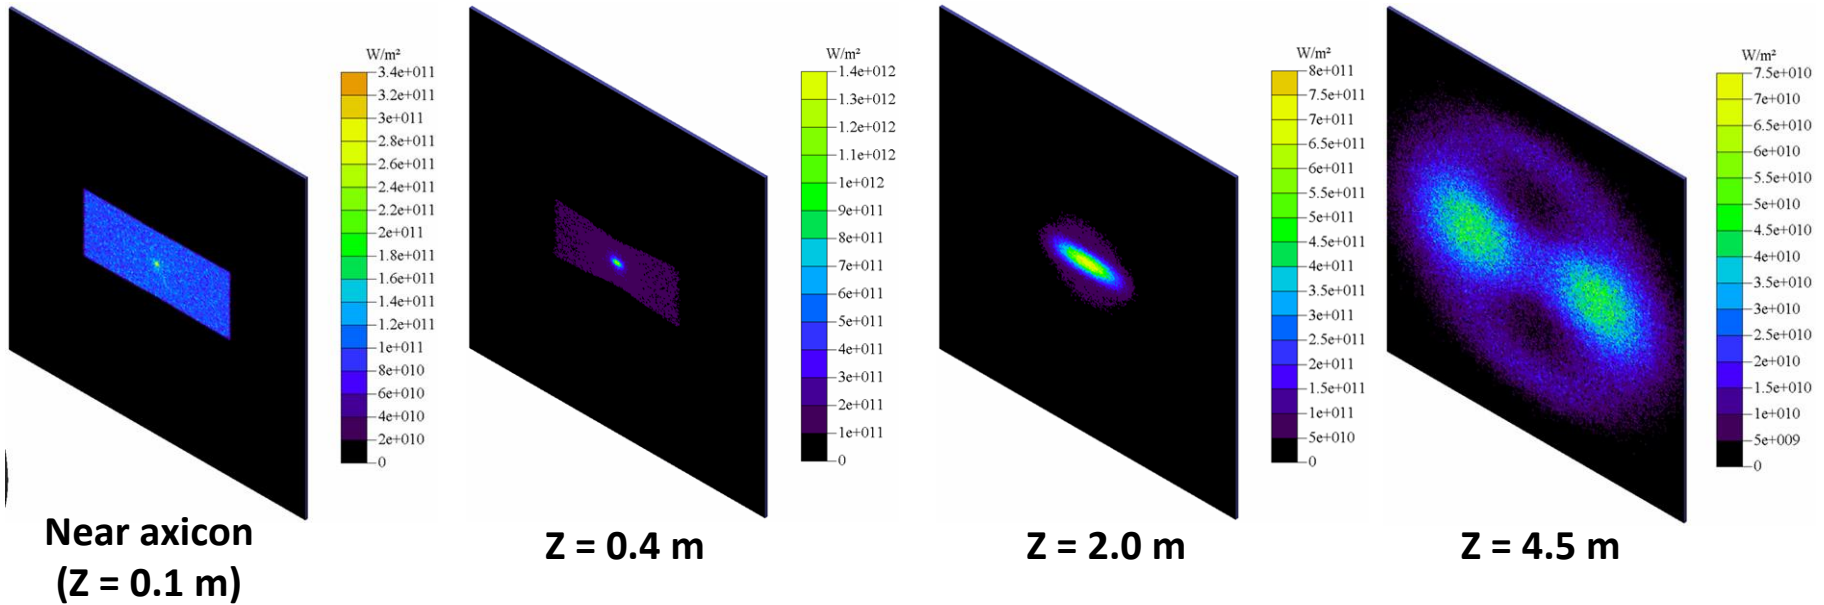 W/m²
3.4e+011
3.2e+011
3e+011
2.8e+011
2.6e+011
2.4e+011
2.2e+011
2e+011
1.8e+011
1.6e+011
1.4e+011
1.2e+011
1e+011
8e+010
6e+010
4e+010
2e+010
0
Near axicon
(Z = 0.1 m)
W/m²
1.4e+012
1.3e+012
1.2e+012
1.1e+012
1e+012
9e+011
8e+011
7e+011
6e+011
5e+011
4e+011
3e+011
2e+011
1e+011
0
Z = 0.4 m
W/m²
8e+011
7.5e+011
7e+011
6.5e+011
6e+011
5.5e+011
5e+011
4.5e+011
4e+011
3.5e+011
3e+011
2.5e+011
2e+011
1.5e+011
1e+011
5e+010
0
Z = 2.0 m
W/m²
7.5e+010
7e+010
6.5e+010
6e+010
5.5e+010
5e+010
4.5e+010
4e+010
3.5e+010
3e+010
2.5e+010
2e+010
1.5e+010
1e+010
5e+009
0
Z = 4.5 m